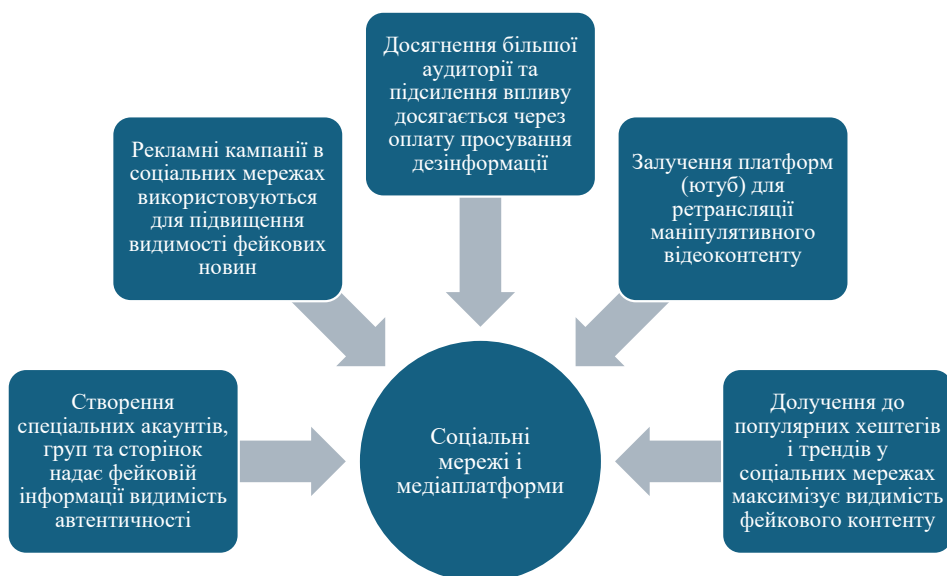 Досягнення більшої
аудиторії та
підсилення впливу
досягається через
оплату просування
дезінформації
Рекламні кампанії в
соціальних мережах
використовуються
для підвищення
видимості фейкових
новин
Залучення платформ
(ютуб) для
ретрансляції
маніпулятивного
відеоконтенту
Створення
спеціальних акаунтів,
груп та сторінок
надає фейковій
інформації видимість
автентичності
Соціальні
мережі і
медіаплатформи
Долучення до
популярних хештегів
і трендів у
соціальних мережах
максимізує видимість
фейкового контенту